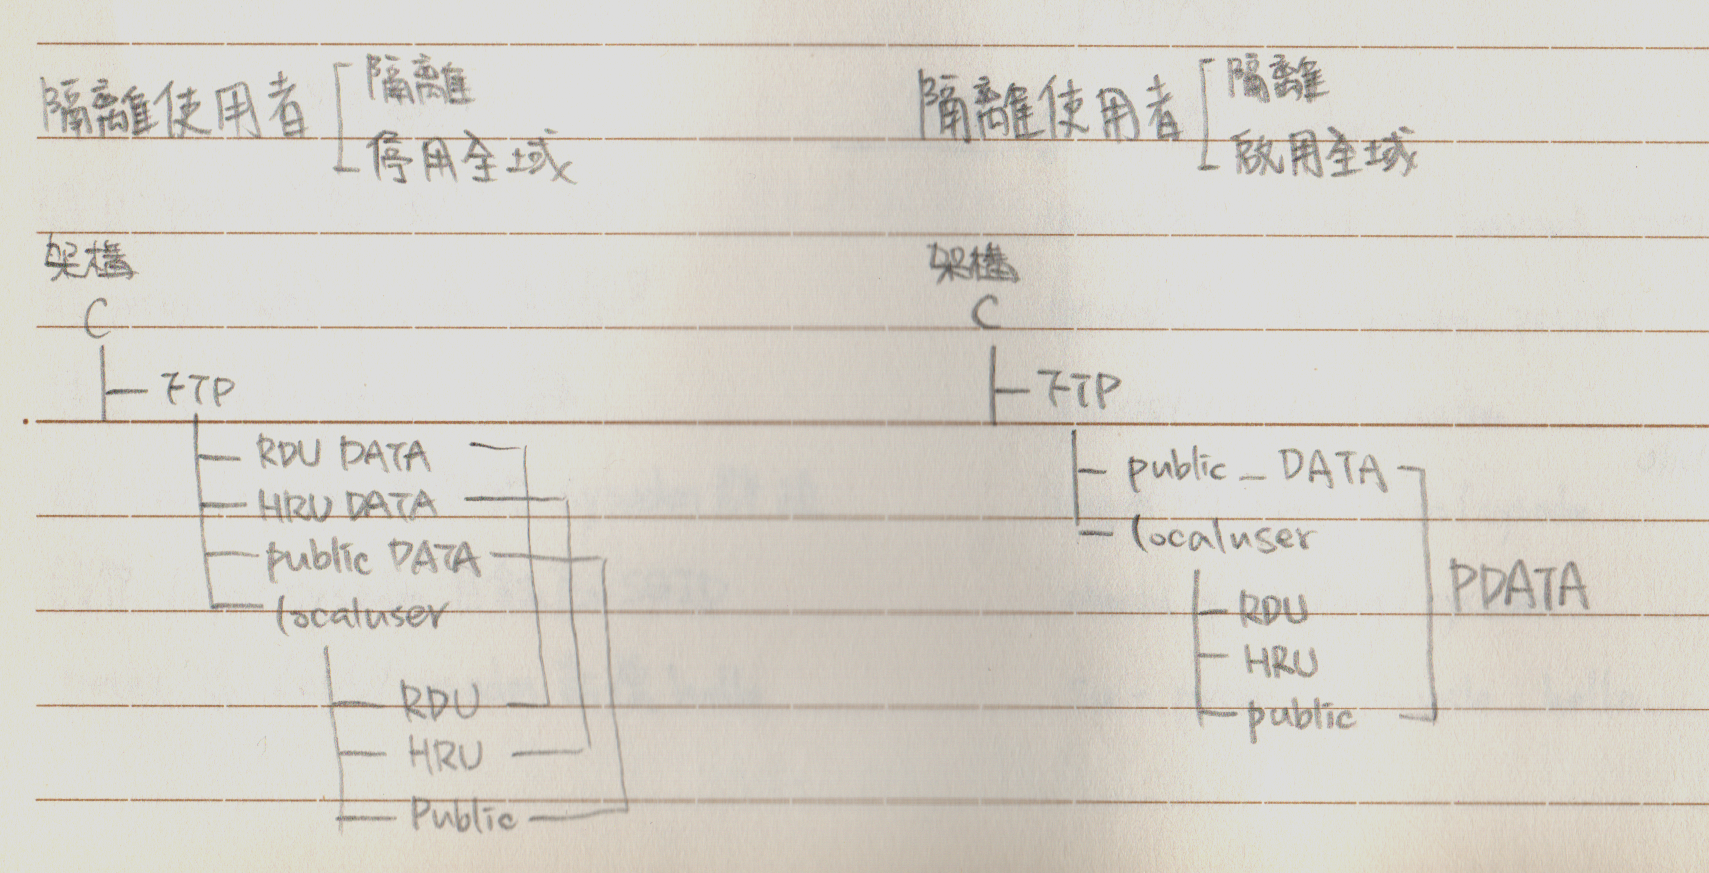 隔離使用者
隔離
停用全域
架構
C
FTP
RDU DATA
HRU DATA
public DATA
localuser
RDU
HRU
Public
隔離使用者
隔離
啟用全域
架構
C
FTP
public_DATA
localuser
RDU
HRU
public
PDATA